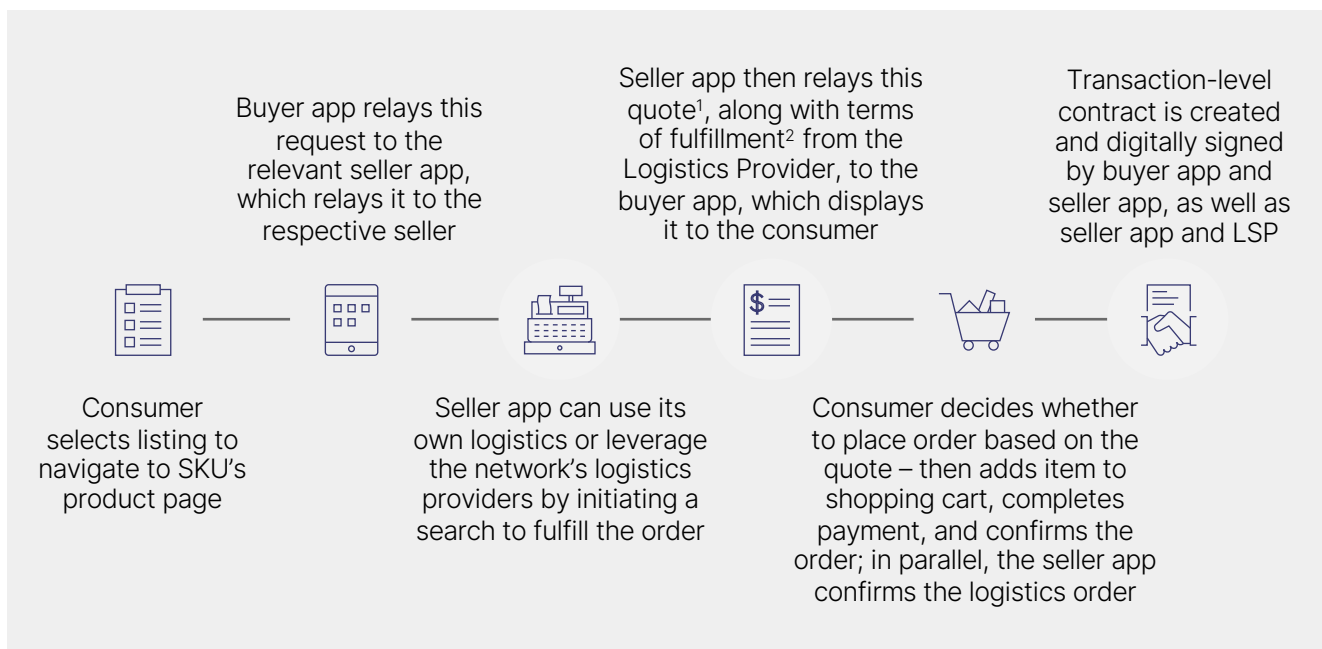 Consumer
selects listing to
navigate to SKU's
product page
Buyer app relays this
request to the
relevant seller app,
which relays it to the
respective seller
Seller app can use its
own logistics or leverage
the network's logistics
providers by initiating a
search to fulfill the order
Seller app then relays this
quote¹, along with terms
of fulfillment² from the
Logistics Provider, to the
buyer app, which displays
it to the consumer
$
Consumer decides whether
to place order based on the
quote – then adds item to
shopping cart, completes
payment, and confirms the
order; in parallel, the seller app
confirms the logistics order
Transaction-level
contract is created
and digitally signed
by buyer app and
seller app, as well as
seller app and LSP